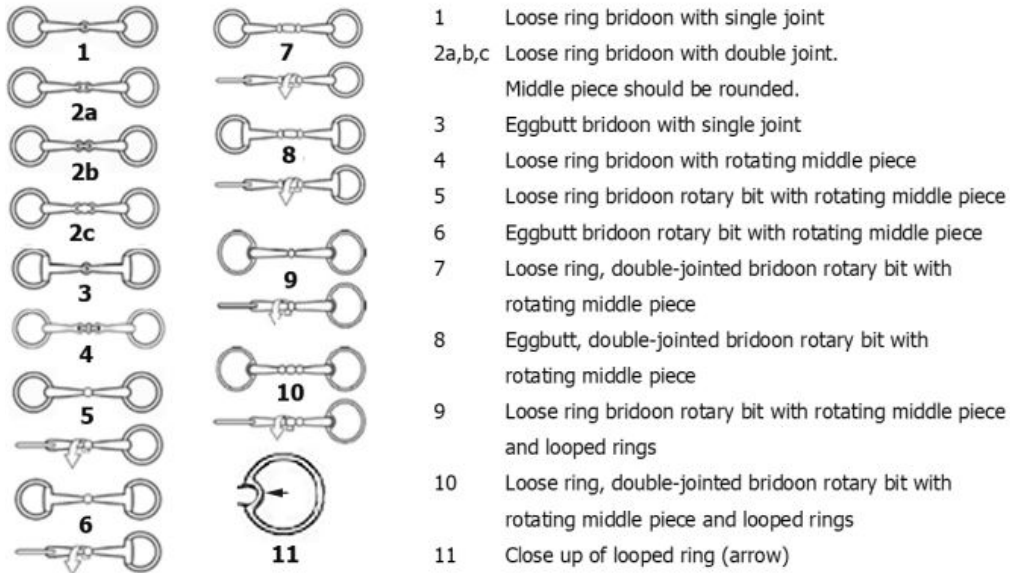 1
2a
2b
2c
3
4
5
6
7
8
9
10
11
1 Loose ring bridoon with single joint
2a,b,c Loose ring bridoon with double joint.
Middle piece should be rounded.
3 Eggbutt bridoon with single joint
4 Loose ring bridoon with rotating middle piece
5 Loose ring bridoon rotary bit with rotating middle piece
6 Eggbutt bridoon rotary bit with rotating middle piece
7 Loose ring, double-jointed bridoon rotary bit with
rotating middle piece
8 Eggbutt, double-jointed bridoon rotary bit with
rotating middle piece
9 Loose ring bridoon rotary bit with rotating middle piece
and looped rings
10 Loose ring, double-jointed bridoon rotary bit with
rotating middle piece and looped rings
11 Close up of looped ring (arrow)